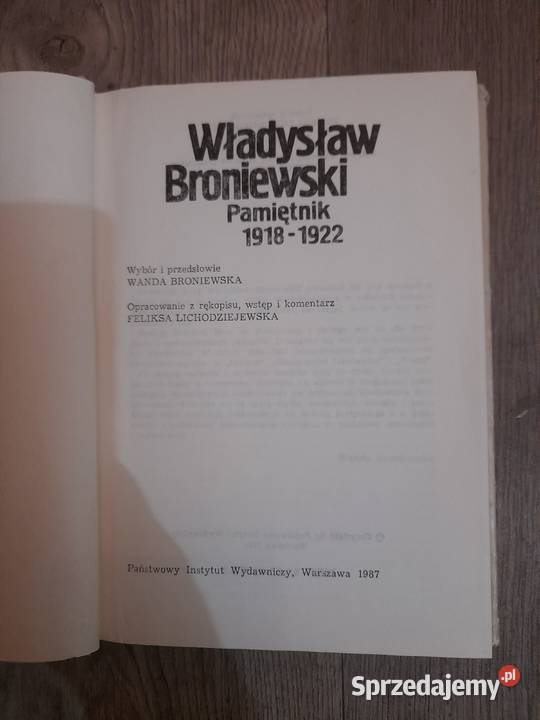 Władysław
Broniewski
Pamiętnik
1918-1922
Wybór i przedsłowie
WANDA BRONIEWSKA
Opracowanie z rękopisu, wstęp i komentarz
FELIKSA LICHODZIEJEWSKA
Państwowy Instytut Wydawniczy, Warszawa 1987
Sprzedajemy.pl